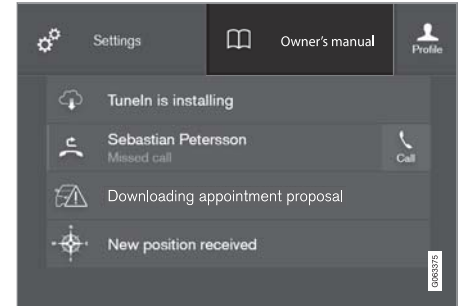 Settings
Owner's manual
Profile
TuneIn is installing
Sebastian Petersson
Missed call
Call
Downloading appointment proposal
New position received
G063375